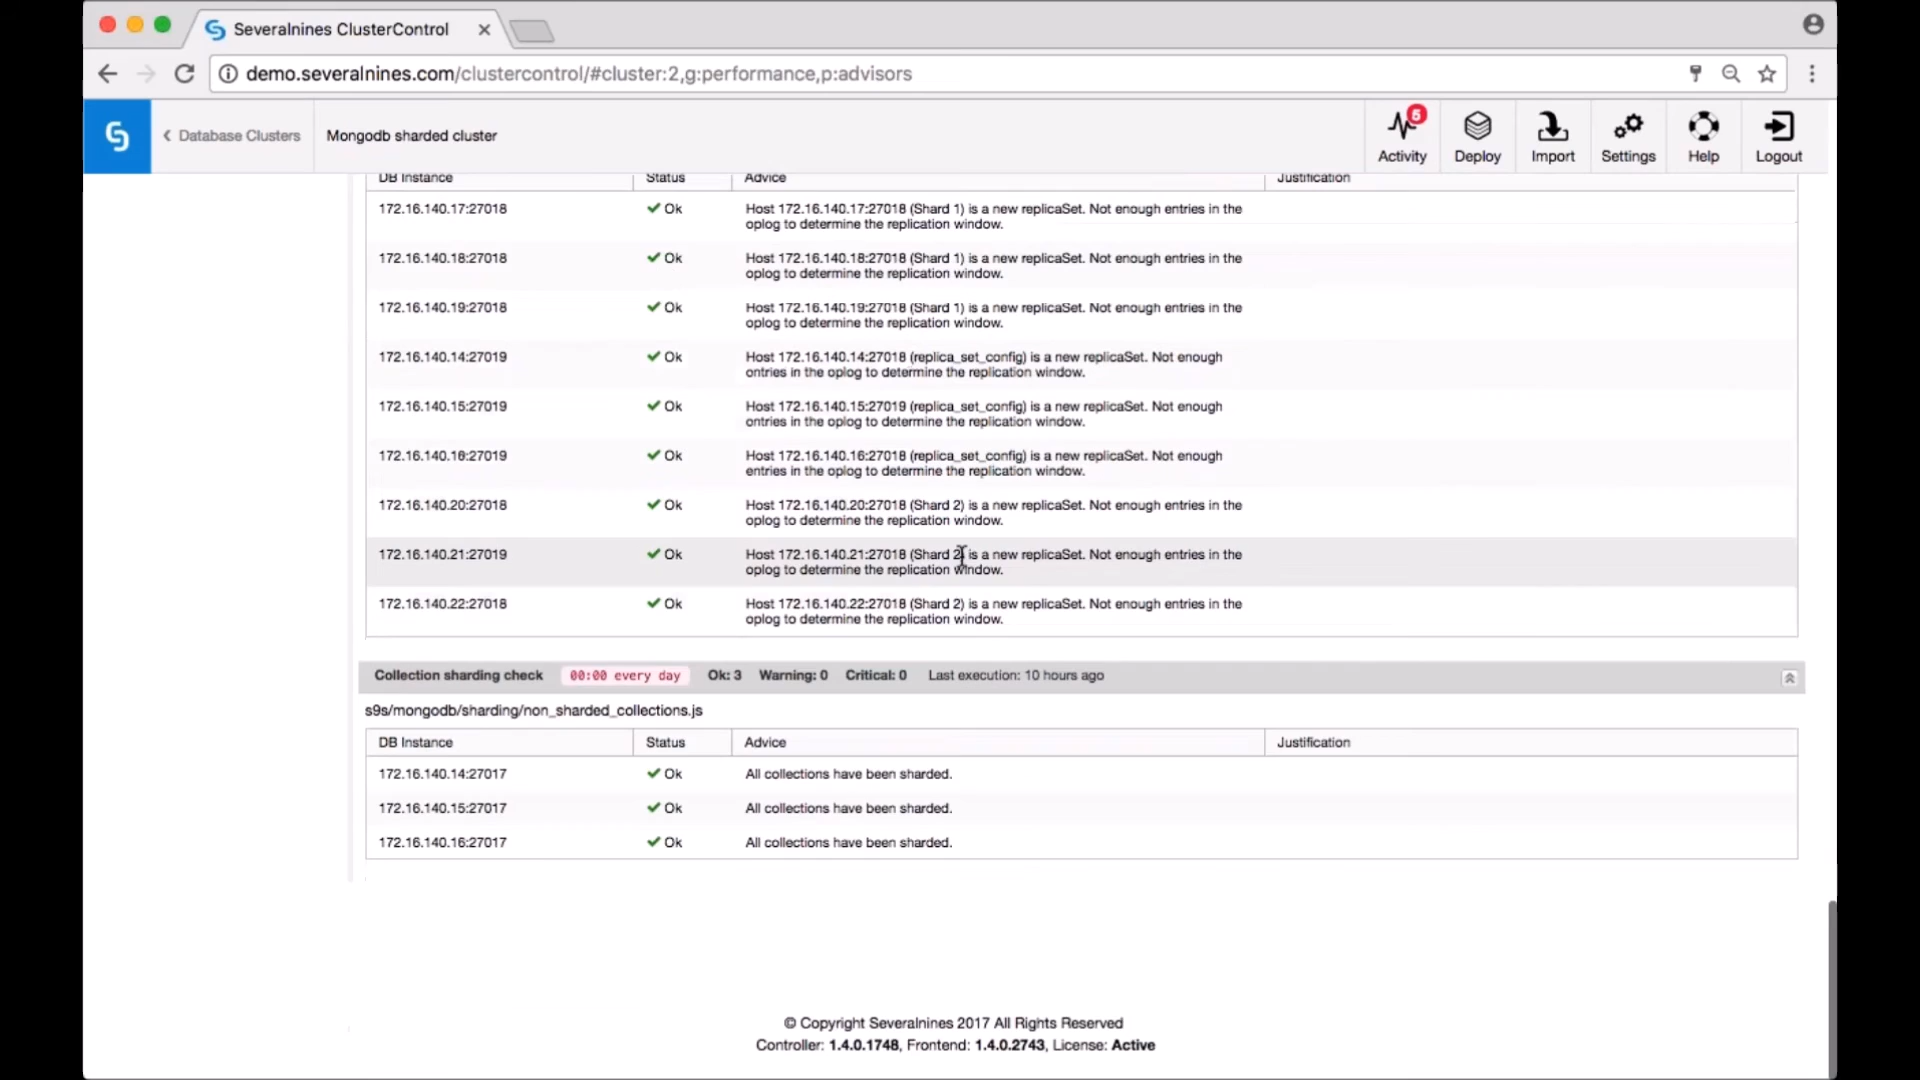 Severalnines ClusterControl
demo.severalnines.com/clustercontrol/#cluster:2,g:performance,p:advisors
Database Clusters
Mongodb sharded cluster
5
Activity
Deploy
Import
Settings
Help
Logout
DB Instance Status Advice Justification
172.16.140.17:27018 Ok Host 172.16.140.17:27018 (Shard 1) is a new replicaSet. Not enough entries in the
oplog to determine the replication window.
172.16.140.18:27018 Ok Host 172.16.140.18:27018 (Shard 1) is a new replicaSet. Not enough entries in the
oplog to determine the replication window.
172.16.140.19:27018 Ok Host 172.16.140.19:27018 (Shard 1) is a new replicaSet. Not enough entries in the
oplog to determine the replication window.
172.16.140.14:27019 Ok Host 172.16.140.14:27018 (replica_set_config) is a new replicaSet. Not enough
entries in the oplog to determine the replication window.
172.16.140.15:27019 Ok Host 172.16.140.15:27019 (replica_set_config) is a new replicaSet. Not enough
entries in the oplog to determine the replication window.
172.16.140.16:27019 Ok Host 172.16.140.16:27018 (replica_set_config) is a new replicaSet. Not enough
entries in the oplog to determine the replication window.
172.16.140.20:27018 Ok Host 172.16.140.20:27018 (Shard 2) is a new replicaSet. Not enough entries in the
oplog to determine the replication window.
172.16.140.21:27019 Ok Host 172.16.140.21:27018 (Shard 2) is a new replicaSet. Not enough entries in the
oplog to determine the replication window.
172.16.140.22:27018 Ok Host 172.16.140.22:27018 (Shard 2) is a new replicaSet. Not enough entries in the
oplog to determine the replication window.
Collection sharding check 00:00 every day Ok: 3 Warning: 0 Critical: 0 Last execution: 10 hours ago
s9s/mongodb/sharding/non_sharded_collections.js
DB Instance Status Advice Justification
172.16.140.14:27017 Ok All collections have been sharded.
172.16.140.15:27017 Ok All collections have been sharded.
172.16.140.16:27017 Ok All collections have been sharded.
© Copyright Severalnines 2017 All Rights Reserved
Controller: 1.4.0.1748, Frontend: 1.4.0.2743, License: Active